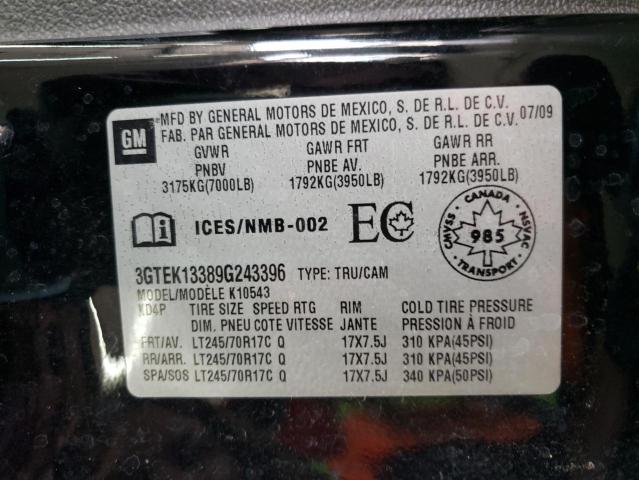 GM
MFD BY GENERAL MOTORS DE MEXICO, S. DE R.L. DE C.V.
FAB. PAR GENERAL MOTORS DE MEXICO, S. DE R.L. DE C.V. 07/09
GVWR GAWR FRT GAWR RR
PNBV PNBE AV. PNBE ARR.
3175KG(7000LB) 1792KG(3950LB) 1792KG(3950LB)
i ICES/NMB-002 EC
CANADA
CMVSS 985 NSVAC
TRANSPORT
3GTEK13389G243396 TYPE: TRU/CAM
MODEL/MODÈLE K10543
KD4P TIRE SIZE SPEED RTG RIM COLD TIRE PRESSURE
DIM. PNEU COTE VITESSE JANTE PRESSION À FROID
FRT/AV. LT245/70R17C Q 17X7.5J 310 KPA(45PSI)
RR/ARR. LT245/70R17C Q 17X7.5J 310 KPA(45PSI)
SPA/SOS LT245/70R17C Q 17X7.5J 340 KPA(50PSI)